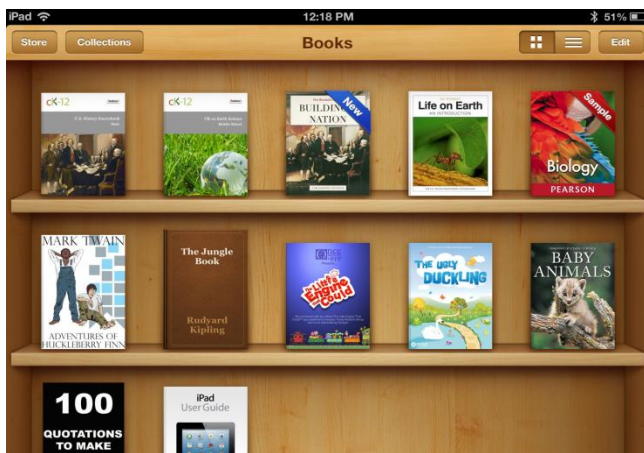 iPad 12:18 PM 51%
Store Collections Books Edit
cK-12
cK-12
BUILDING
NATION
New
Life on Earth
AN INTRODUCTION
Sample
Biology
PEARSON
MARK TWAIN
ADVENTURES OF
HUCKLEBERRY FINN
The Jungle
Book
Rudyard
Kipling
The Little
Engine
That
Could
THE UGLY
DUCKLING
BABY
ANIMALS
100
QUOTATIONS
TO MAKE
iPad
User Guide